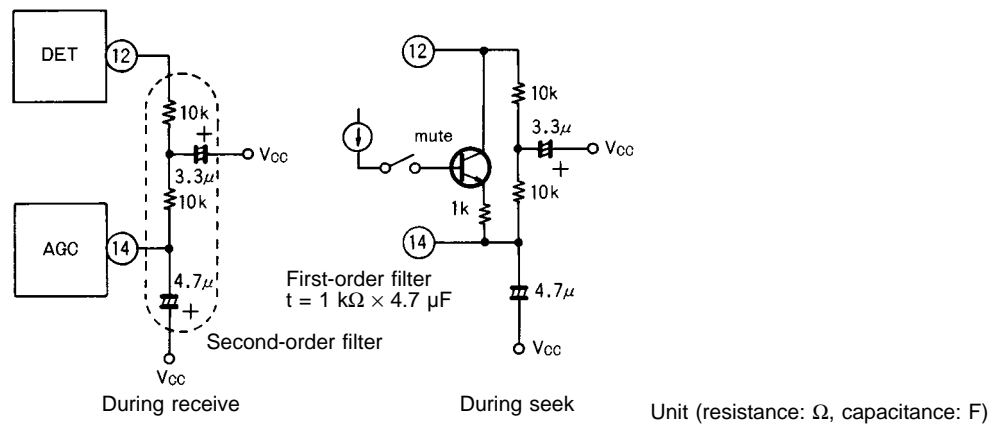 DET
12
10k
+
3.3μ
VCC
10k
AGC
14
4.7μ
+
VCC
Second-order filter
During receive
12
10k
mute
3.3μ
+
VCC
10k
1k
14
First-order filter
t = 1 kΩ × 4.7 μF
4.7μ
VCC
During seek
Unit (resistance: Ω, capacitance: F)